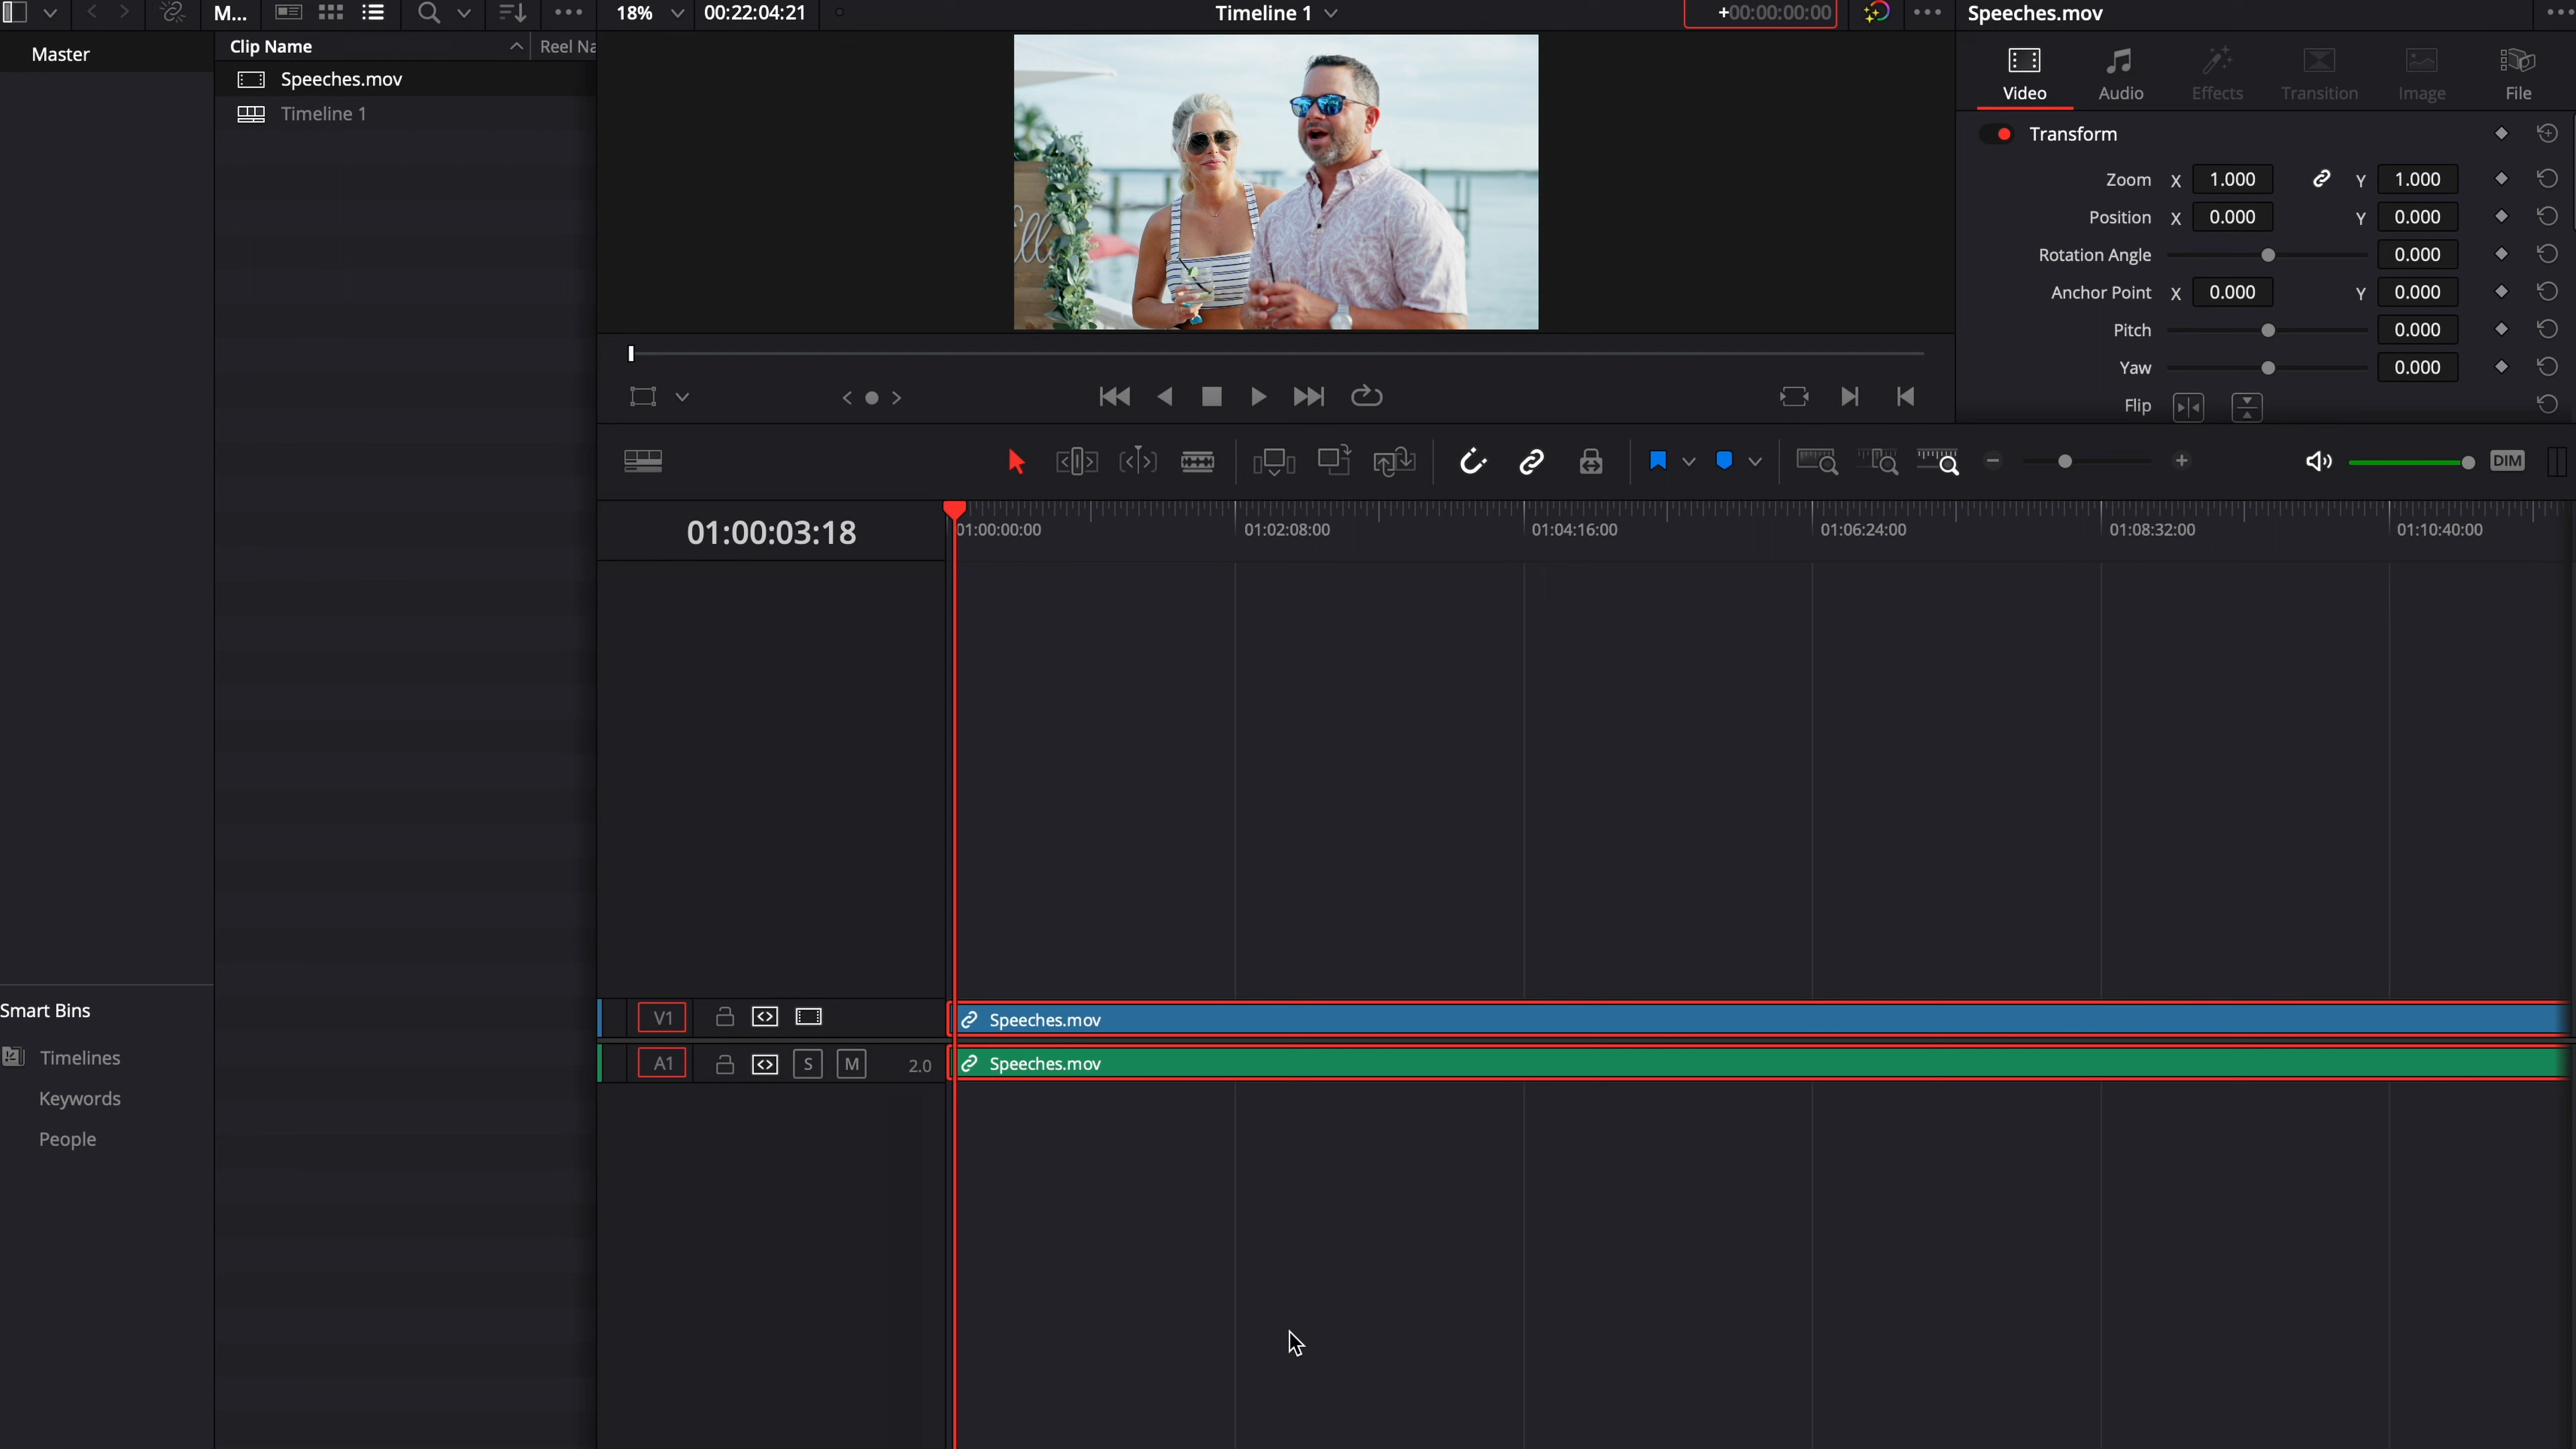 M...
18%
00:22:04:21
Timeline 1
+00:00:00:00
Speeches.mov
Master
Clip Name
Reel Na
Speeches.mov
Timeline 1
Video
Audio
Effects
Transition
Image
File
Transform
Zoom X 1.000 Y 1.000
Position X 0.000 Y 0.000
Rotation Angle 0.000
Anchor Point X 0.000 Y 0.000
Pitch 0.000
Yaw 0.000
Flip
DIM
01:00:03:18
01:00:00:00
01:02:08:00
01:04:16:00
01:06:24:00
01:08:32:00
01:10:40:00
V1
Speeches.mov
A1
S
M
2.0
Speeches.mov
Smart Bins
Timelines
Keywords
People